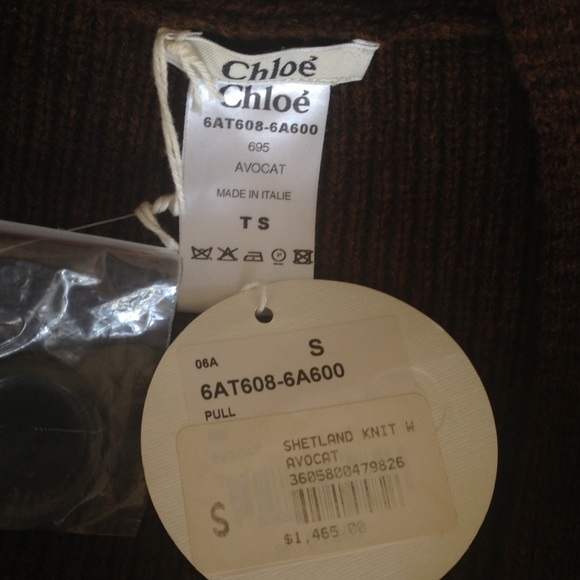 Chloé
Chloé
6AT608-6A600
695
AVOCAT
MADE IN ITALIE
T S
06A
S
6AT608-6A600
PULL
SHETLAND KNIT W
AVOCAT
3605800479826
S
$1,465.00